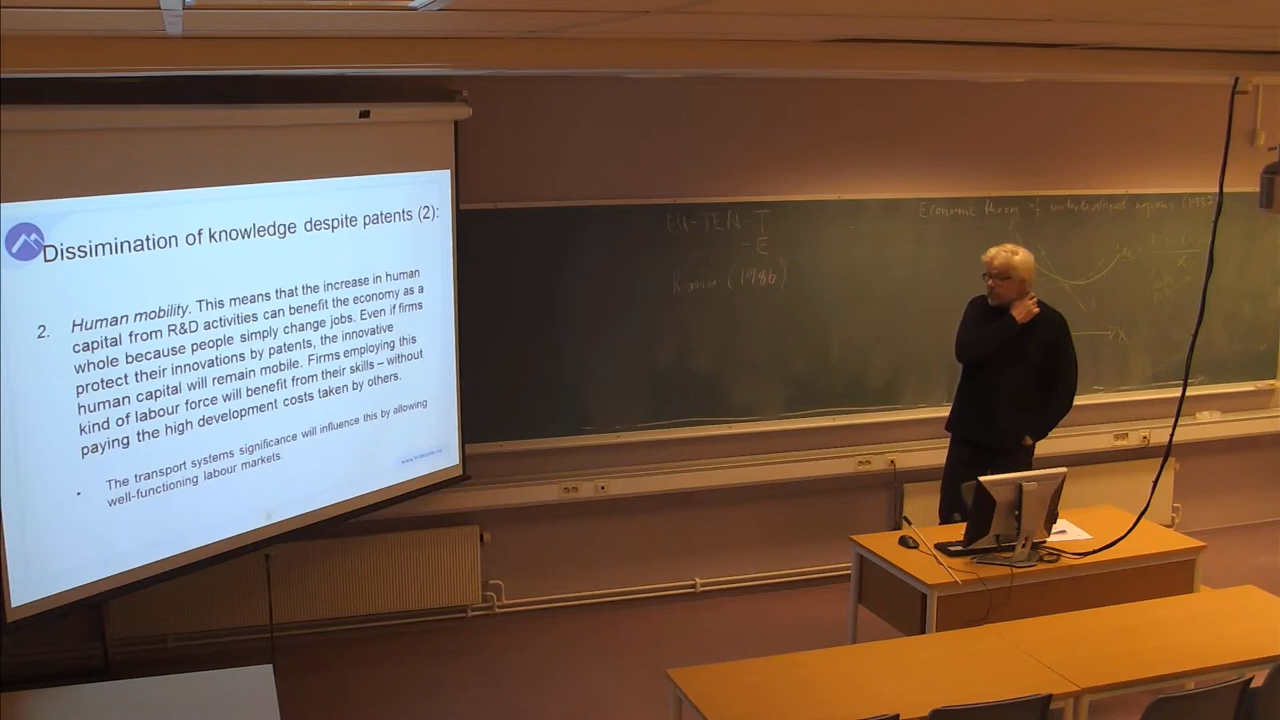 Dissimination of knowledge despite patents (2):
2. Human mobility. This means that the increase in human
capital from R&D activities can benefit the economy as a
whole because people simply change jobs. Even if firms
protect their innovations by patents, the innovative
human capital will remain mobile. Firms employing this
kind of labour force will benefit from their skills – without
paying the high development costs taken by others.
• The transport systems significance will influence this by allowing
well-functioning labour markets.
EU-TEN-T
-E
(1986)
Economic theory of
X